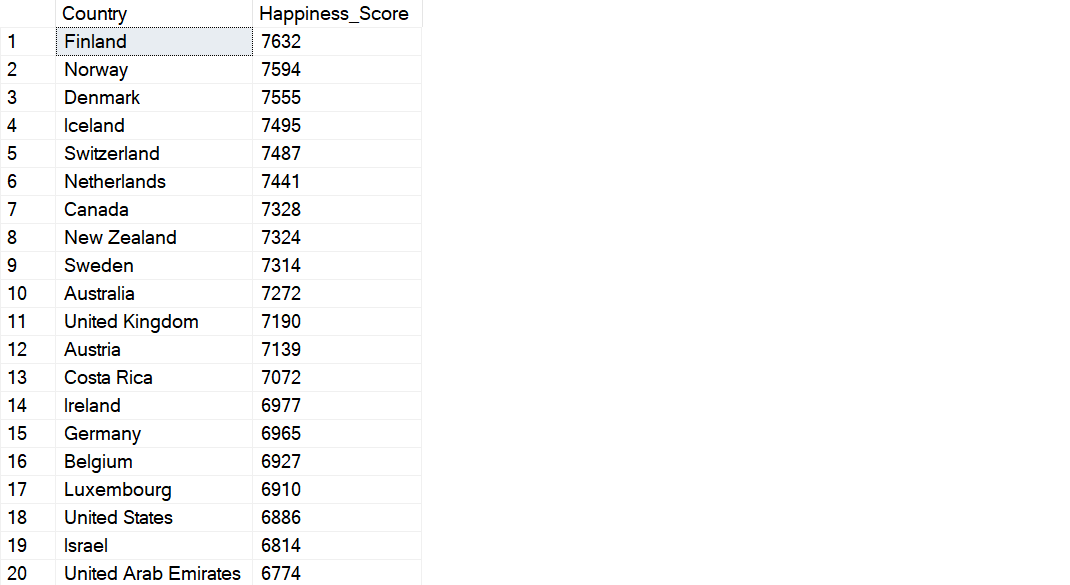 Country Happiness_Score
1 Finland 7632
2 Norway 7594
3 Denmark 7555
4 Iceland 7495
5 Switzerland 7487
6 Netherlands 7441
7 Canada 7328
8 New Zealand 7324
9 Sweden 7314
10 Australia 7272
11 United Kingdom 7190
12 Austria 7139
13 Costa Rica 7072
14 Ireland 6977
15 Germany 6965
16 Belgium 6927
17 Luxembourg 6910
18 United States 6886
19 Israel 6814
20 United Arab Emirates 6774